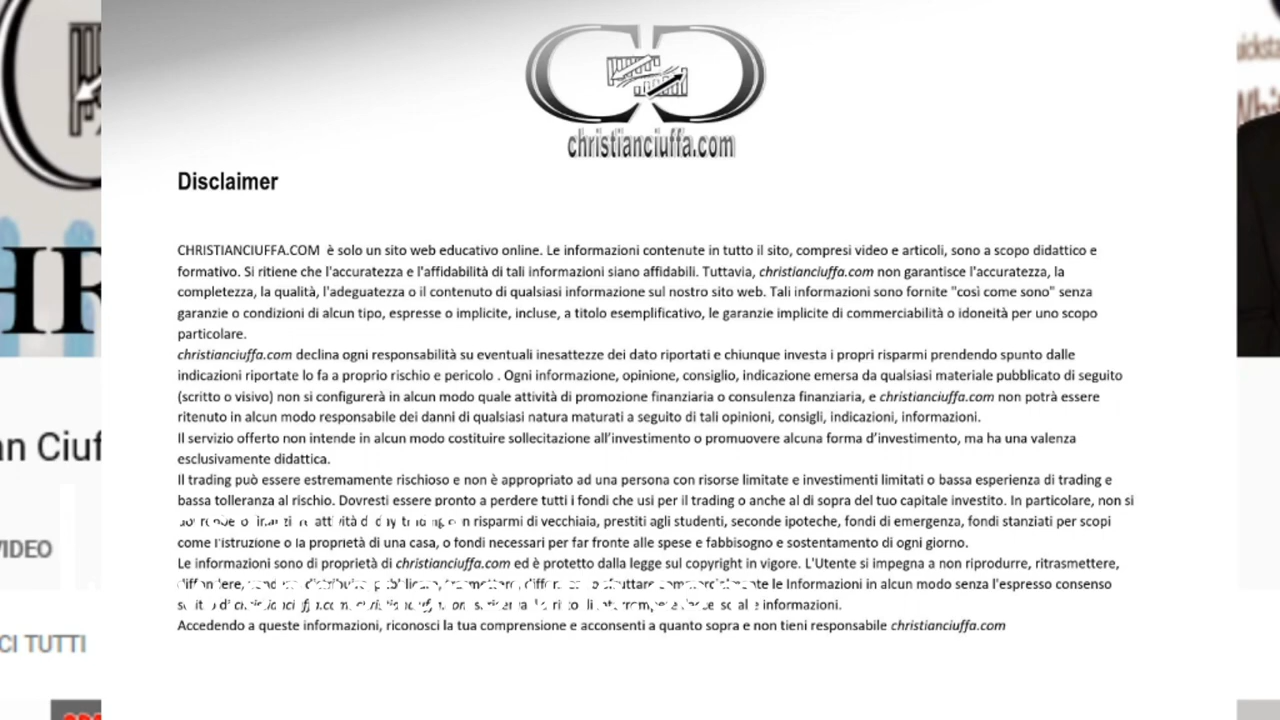 christianciuffa.com
Disclaimer
CHRISTIANCIUFFA.COM è solo un sito web educativo online. Le informazioni contenute in tutto il sito, compresi video e articoli, sono a scopo didattico e
formativo. Si ritiene che l'accuratezza e l'affidabilità di tali informazioni siano affidabili. Tuttavia, christianciuffa.com non garantisce l'accuratezza, la
completezza, la qualità, l'adeguatezza o il contenuto di qualsiasi informazione sul nostro sito web. Tali informazioni sono fornite "così come sono" senza
garanzie o condizioni di alcun tipo, espresse o implicite, incluse, a titolo esemplificativo, le garanzie implicite di commerciabilità o idoneità per uno scopo
particolare.
christianciuffa.com declina ogni responsabilità su eventuali inesattezze dei dato riportati e chiunque investa i propri risparmi prendendo spunto dalle
indicazioni riportate lo fa a proprio rischio e pericolo . Ogni informazione, opinione, consiglio, indicazione emersa da qualsiasi materiale pubblicato di seguito
(scritto o visivo) non si configurerà in alcun modo quale attività di promozione finanziaria o consulenza finanziaria, e christianciuffa.com non potrà essere
ritenuto in alcun modo responsabile dei danni di qualsiasi natura maturati a seguito di tali opinioni, consigli, indicazioni, informazioni.
Il servizio offerto non intende in alcun modo costituire sollecitazione all’investimento o promuovere alcuna forma d’investimento, ma ha una valenza
esclusivamente didattica.
Il trading può essere estremamente rischioso e non è appropriato ad una persona con risorse limitate e investimenti limitati o bassa esperienza di trading e
bassa tolleranza al rischio. Dovresti essere pronto a perdere tutti i fondi che usi per il trading o anche al di sopra del tuo capitale investito. In particolare, non si
attività risparmi di vecchiaia, prestiti agli studenti, seconde ipoteche, fondi di emergenza, fondi stanziati per scopi
come l'istruzione o la proprietà di una casa, o fondi necessari per far fronte alle spese e fabbisogno e sostentamento di ogni giorno.
Le informazioni sono di proprietà di christianciuffa.com ed è protetto dalla legge sul copyright in vigore. L'Utente si impegna a non riprodurre, ritrasmettere,
le Informazioni in alcun modo senza l'espresso consenso
informazioni.
Accedendo a queste informazioni, riconosci la tua comprensione e acconsenti a quanto sopra e non tieni responsabile christianciuffa.com
VIDEO
TUTTI